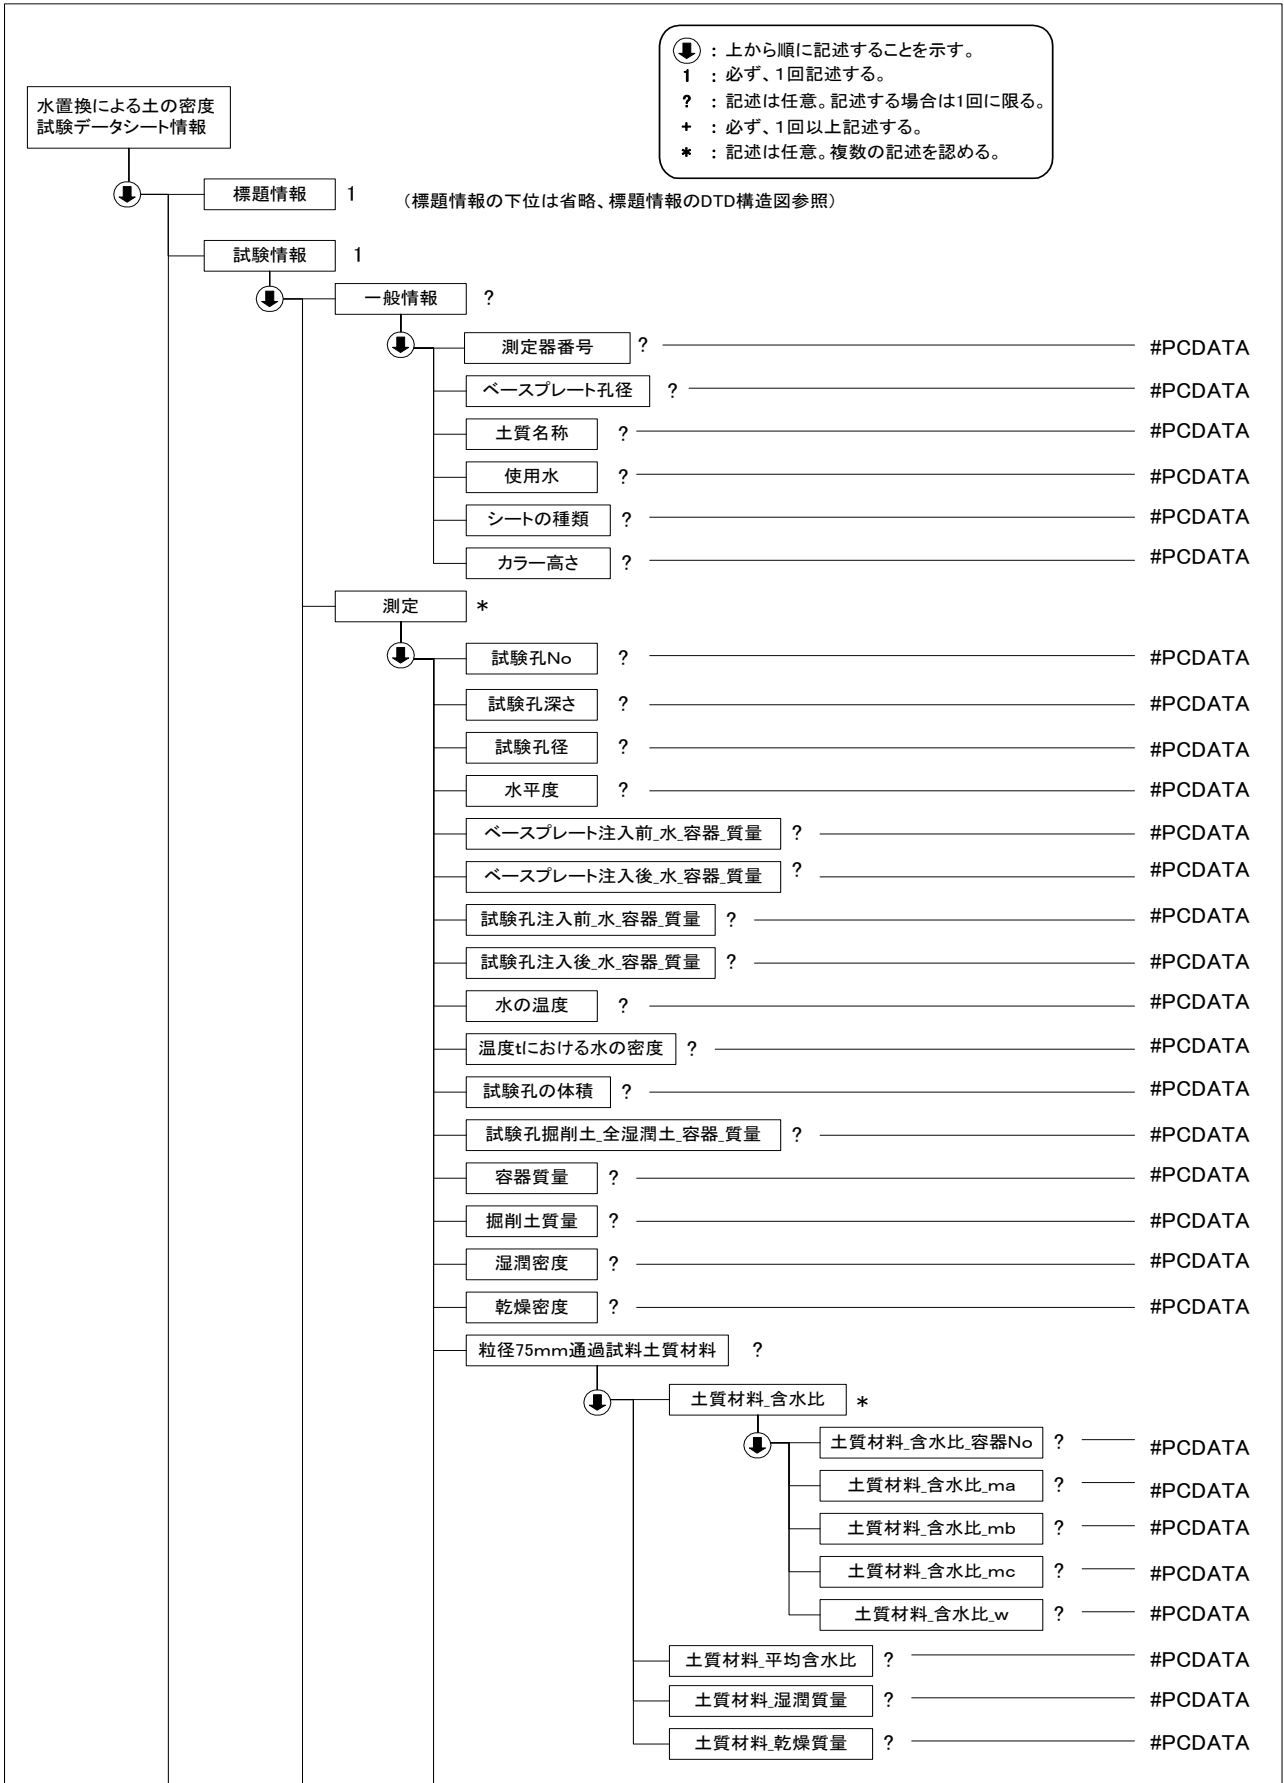 ：上から順に記述することを示す。
1 ：必ず、1回記述する。
? ：記述は任意。記述する場合は1回に限る。
+ ：必ず、1回以上記述する。
* ：記述は任意。複数の記述を認める。
水置換による土の密度
試験データシート情報
標題情報 1 （標題情報の下位は省略、標題情報のDTD構造図参照）
試験情報 1
一般情報 ?
測定器番号 ? #PCDATA
ベースプレート孔径 ? #PCDATA
土質名称 ? #PCDATA
使用水 ? #PCDATA
シートの種類 ? #PCDATA
カラー高さ ? #PCDATA
測定 *
試験孔No ? #PCDATA
試験孔深さ ? #PCDATA
試験孔径 ? #PCDATA
水平度 ? #PCDATA
ベースプレート注入前_水_容器_質量 ? #PCDATA
ベースプレート注入後_水_容器_質量 ? #PCDATA
試験孔注入前_水_容器_質量 ? #PCDATA
試験孔注入後_水_容器_質量 ? #PCDATA
水の温度 ? #PCDATA
温度tにおける水の密度 ? #PCDATA
試験孔の体積 ? #PCDATA
試験孔掘削土_全湿潤土_容器_質量 ? #PCDATA
容器質量 ? #PCDATA
掘削土質量 ? #PCDATA
湿潤密度 ? #PCDATA
乾燥密度 ? #PCDATA
粒径75mm通過試料土質材料 ?
土質材料_含水比 *
土質材料_含水比_容器No ? #PCDATA
土質材料_含水比_ma ? #PCDATA
土質材料_含水比_mb ? #PCDATA
土質材料_含水比_mc ? #PCDATA
土質材料_含水比_w ? #PCDATA
土質材料_平均含水比 ? #PCDATA
土質材料_湿潤質量 ? #PCDATA
土質材料_乾燥質量 ? #PCDATA